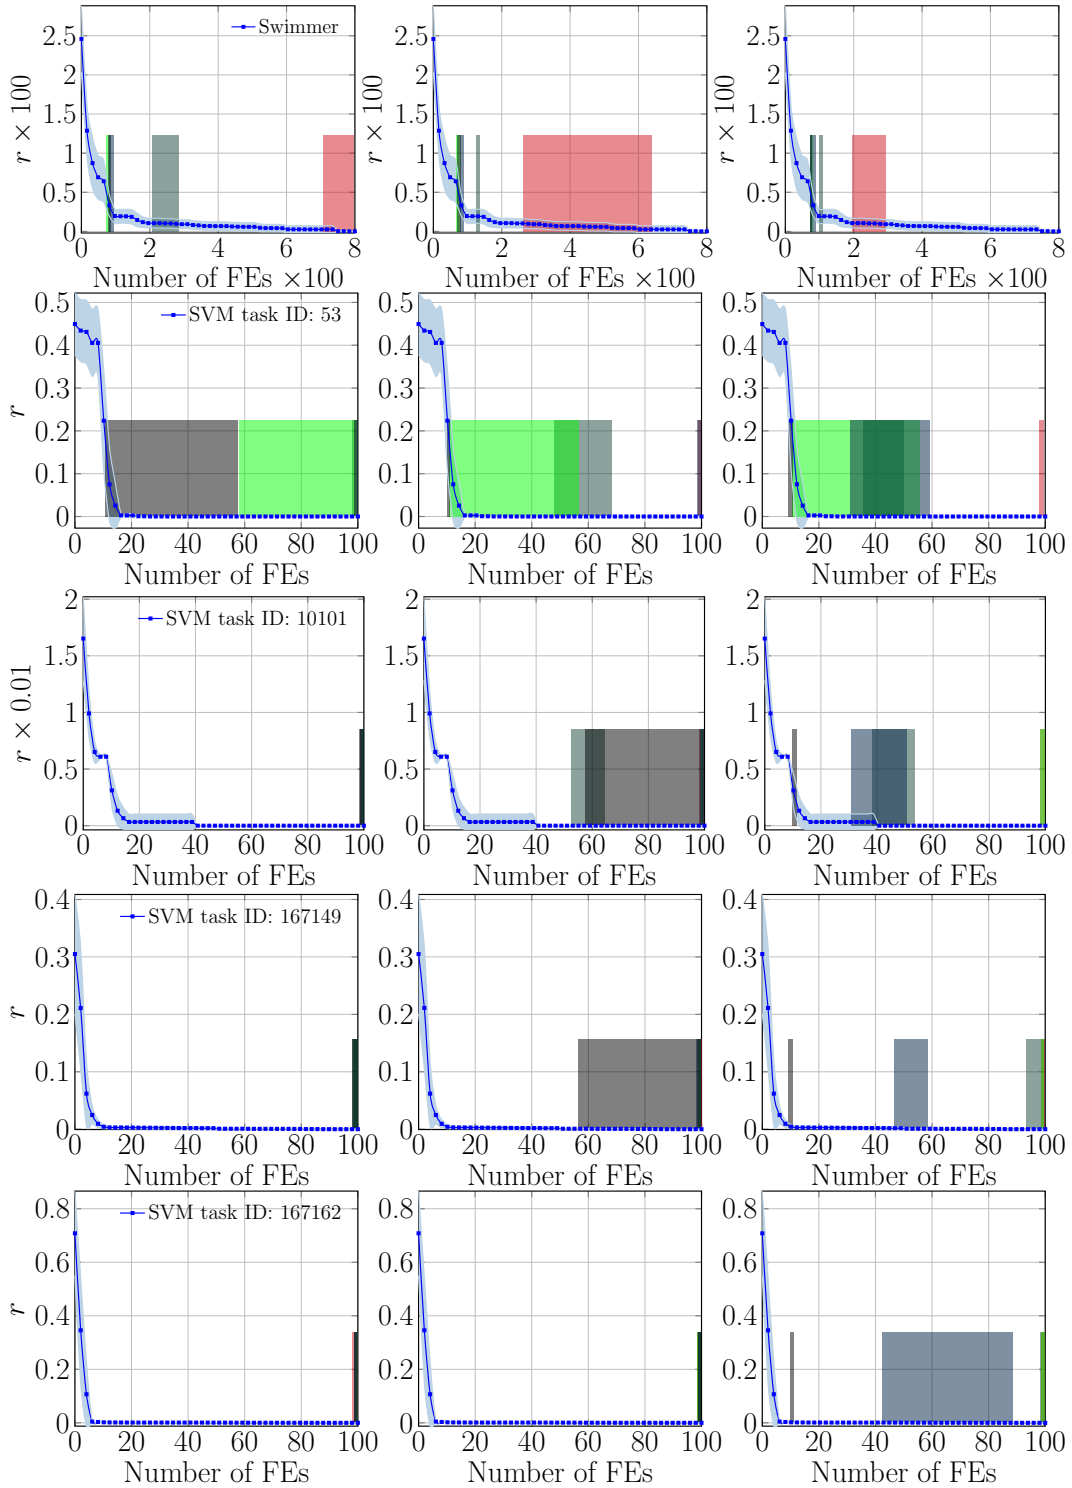 2.5
2
1.5
1
0.5
0
r × 100
Swimmer
0 2 4 6 8
Number of FEs ×100
2.5
2
1.5
1
0.5
0
r × 100
0 2 4 6 8
Number of FEs ×100
2.5
2
1.5
1
0.5
0
0 2 4 6 8
Number of FEs ×100
0.5
0.4
0.3
0.2
0.1
0
r
SVM task ID: 53
0 20 40 60 80 100
Number of FEs
0.5
0.4
0.3
0.2
0.1
0
0 20 40 60 80 100
Number of FEs
0.5
0.4
0.3
0.2
0.1
0
0 20 40 60 80 100
Number of FEs
2
1.5
1
0.5
0
r × 0.01
SVM task ID: 10101
0 20 40 60 80 100
Number of FEs
2
1.5
1
0.5
0
0 20 40 60 80 100
Number of FEs
2
1.5
1
0.5
0
0 20 40 60 80 100
Number of FEs
0.4
0.3
0.2
0.1
0
r
SVM task ID: 167149
0 20 40 60 80 100
Number of FEs
0.4
0.3
0.2
0.1
0
0 20 40 60 80 100
Number of FEs
0.4
0.3
0.2
0.1
0
0 20 40 60 80 100
Number of FEs
0.8
0.6
0.4
0.2
0
r
SVM task ID: 167162
0 20 40 60 80 100
Number of FEs
0.8
0.6
0.4
0.2
0
0 20 40 60 80 100
Number of FEs
0.8
0.6
0.4
0.2
0
0 20 40 60 80 100
Number of FEs